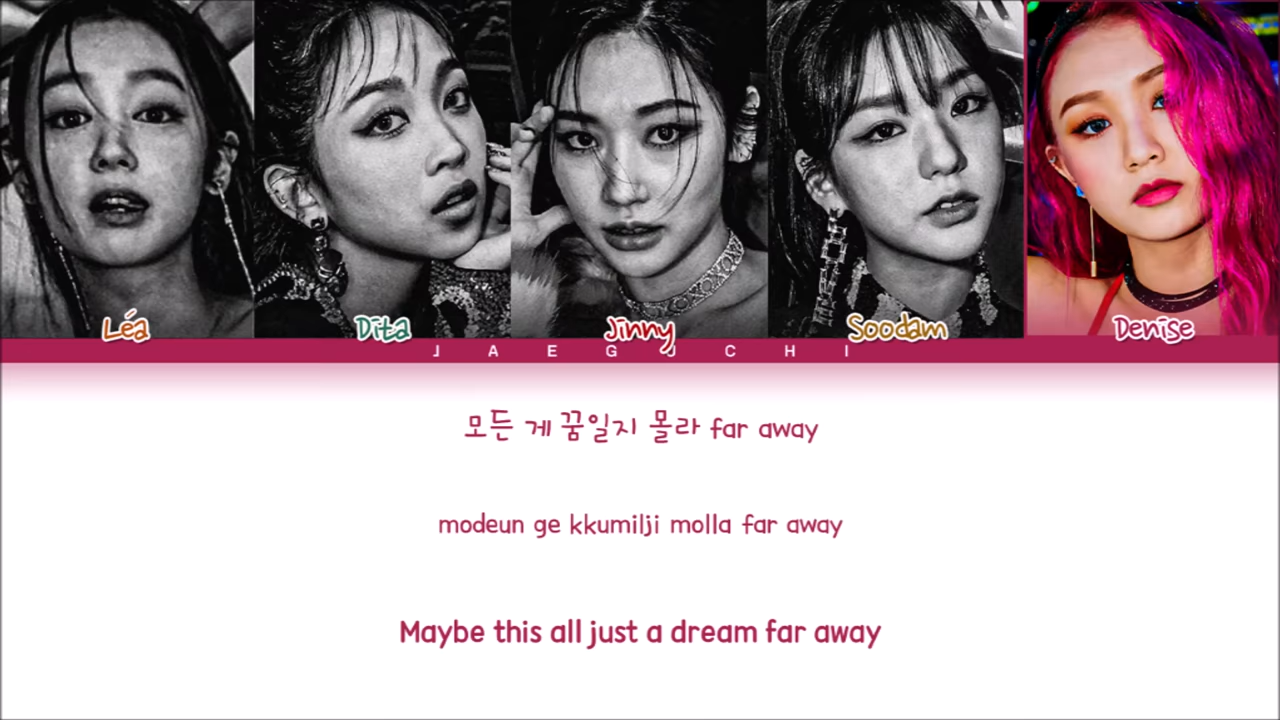 Léa
Dita
Jinny
Soodam
Denise
J A E G U C H I
모든 게 꿈일지 몰라 far away
modeun ge kkumilji molla far away
Maybe this all just a dream far away